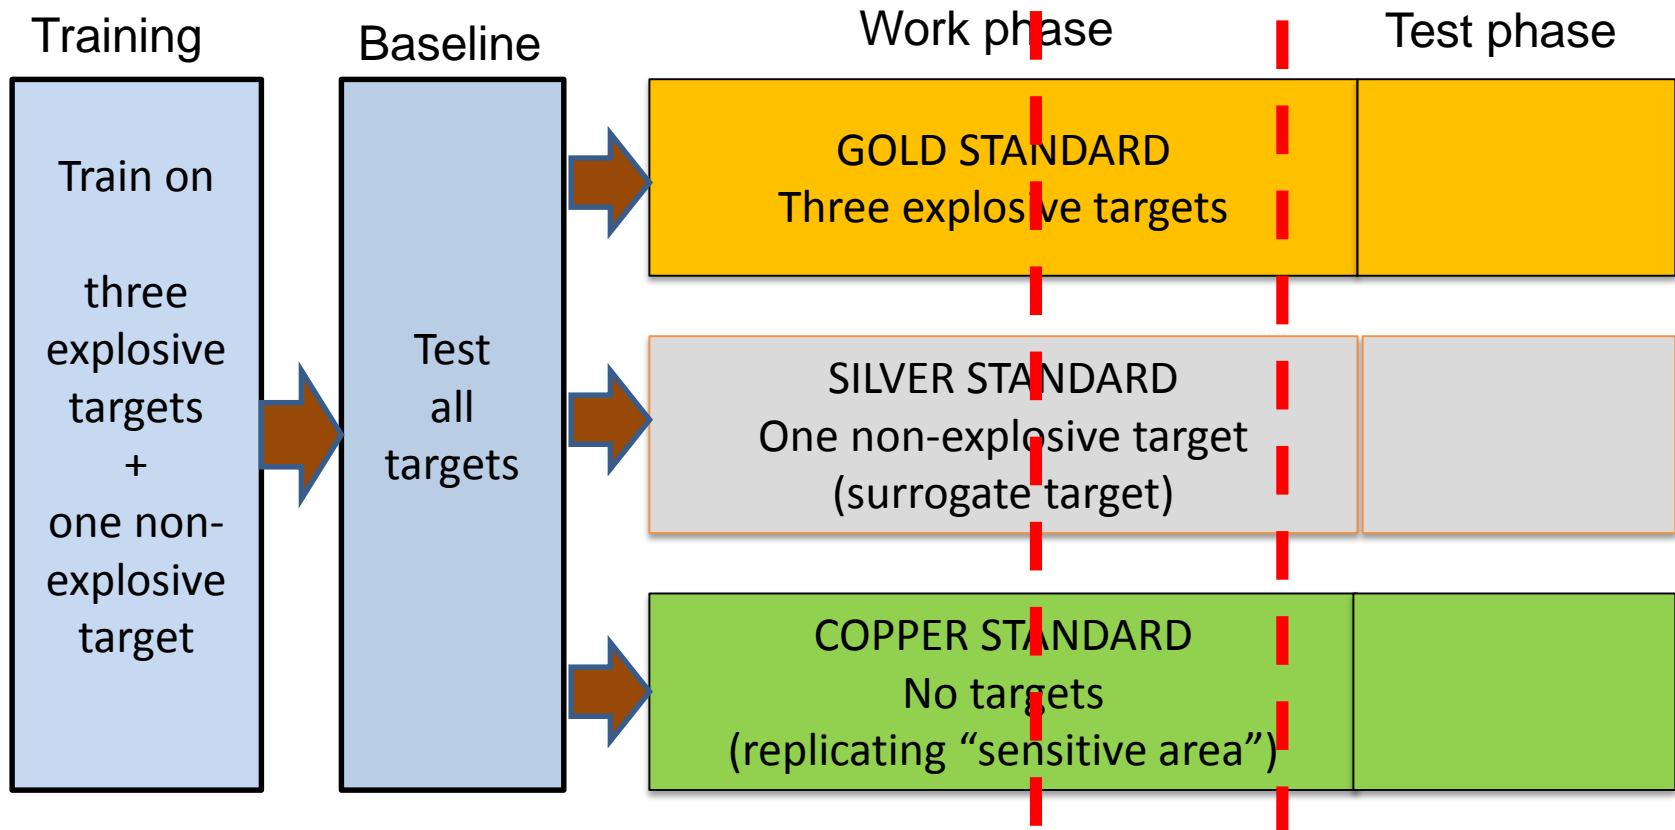 Training
Baseline
Work phase
Test phase
Train on
three
explosive
targets
+
one non-
explosive
target
Test
all
targets
GOLD STANDARD
Three explosive targets
SILVER STANDARD
One non-explosive target
(surrogate target)
COPPER STANDARD
No targets
(replicating “sensitive area”)